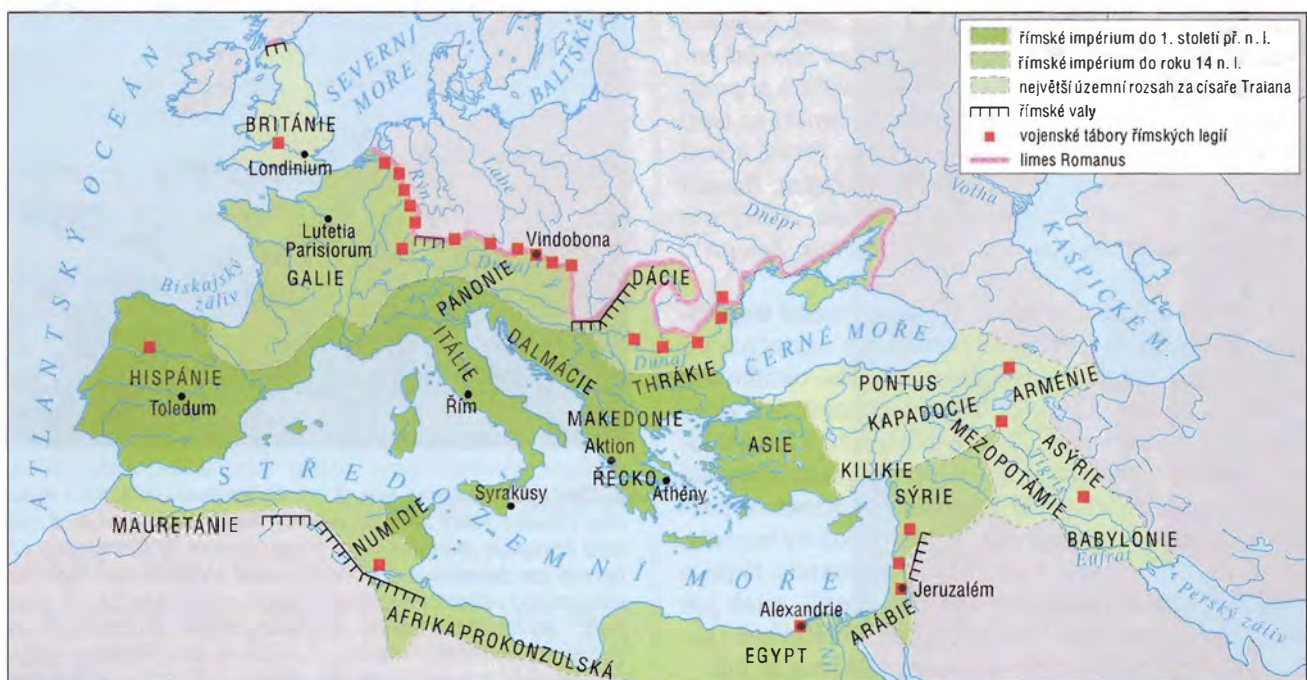 římské impérium do 1. století př. n. l.
římské impérium do roku 14 n. l.
největší územní rozsah za císaře Traiana
římské valy
vojenské tábory římských legií
limes Romanus
ATLANTSKÝ OCEÁN
SEVERNÍ
MOŘE
BALTSKÉ
BRITÁNIE
Londinium
Rýn
Labe
Volha
Dněpr
Lutetia
Parisiorum
Vindobona
GALIE
Biskajský
záliv
Dunaj
PANONIE
DÁCIE
KASPICKÉ M.
ITÁLIE
DALMÁCIE
Dunaj
THRÁKIE
ČERNÉ MOŘE
HISPÁNIE
Toledum
Řím
MAKEDONIE
Aktion
ŘECKO
Athény
ASIE
PONTUS
KAPADOCIE
ARMÉNIE
MEZOPOTÁMIE
ASÝRIE
Tigris
KILIKIE
SÝRIE
BABYLONIE
Eufrat
Perský záliv
STŘEDOZEMNÍ MOŘE
Syrakusy
MAURETÁNIE
NUMIDIE
AFRIKA PROKONZULSKÁ
Alexandrie
EGYPT
Nil
ARÁBIE
Jeruzalém